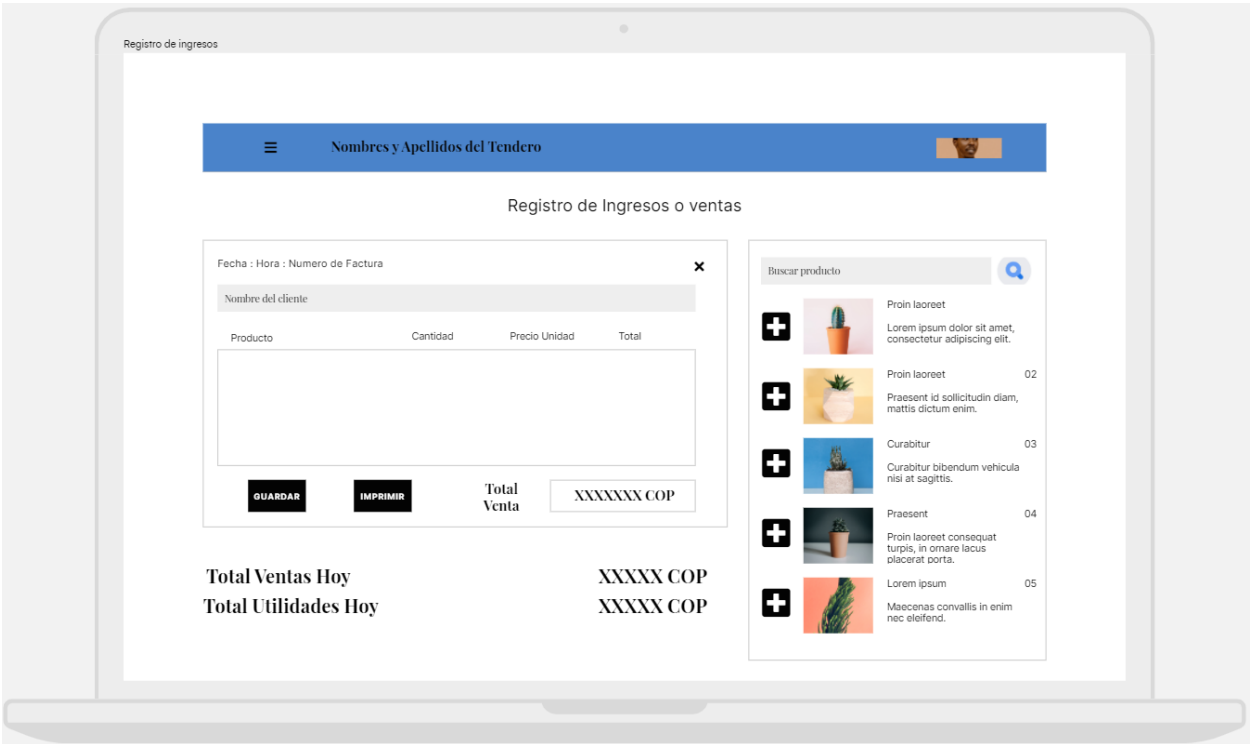 Registro de ingresos
Nombres y Apellidos del Tendero
Registro de Ingresos o ventas
Fecha : Hora : Numero de Factura
Nombre del cliente
Producto Cantidad Precio Unidad Total
GUARDAR IMPRIMIR Total Venta XXXXXXX COP
Total Ventas Hoy XXXXX COP
Total Utilidades Hoy XXXXX COP
Buscar producto
Proin laoreet
Lorem ipsum dolor sit amet,
consectetur adipiscing elit.
Proin laoreet 02
Praesent id sollicitudin diam,
mattis dictum enim.
Curabitur 03
Curabitur bibendum vehicula
nisi at sagittis.
Praesent 04
Proin laoreet consequat
turpis, in ornare lacus
placerat porta.
Lorem ipsum 05
Maecenas convallis in enim
nec eleifend.